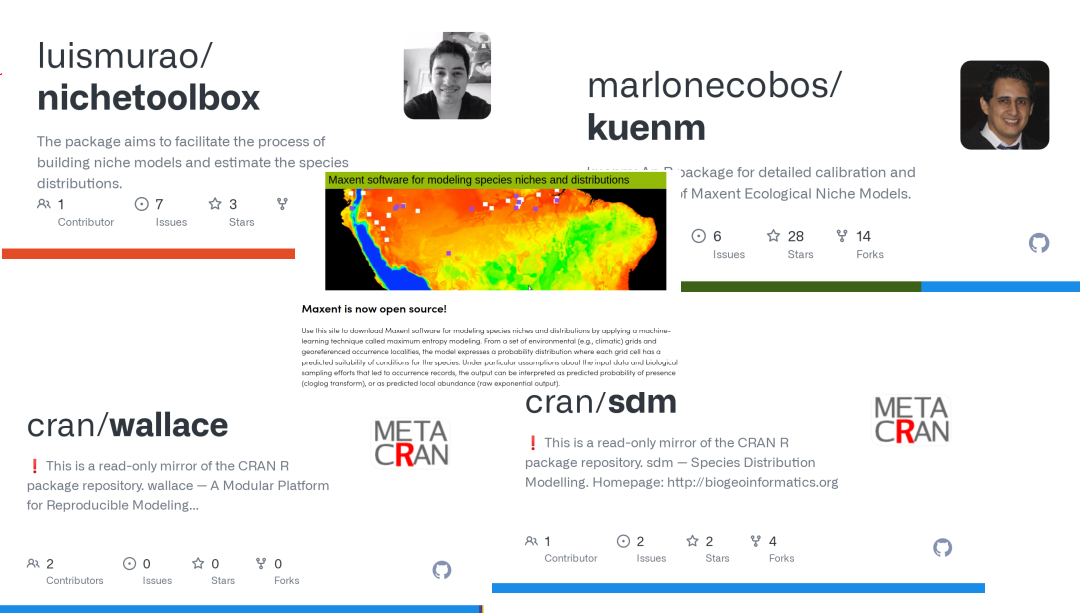 luismurao/
nichetoolbox
The package aims to facilitate the process of
building niche models and estimate the species
distributions.
1
Contributor
7
Issues
3
Stars
marlonecobos/
kuenm
package for detailed calibration and
of Maxent Ecological Niche Models.
6
Issues
28
Stars
14
Forks
Maxent software for modeling species niches and distributions
Maxent is now open source!
Use this site to download Maxent software for modeling species niches and distributions by applying a machine-
learning technique called maximum entropy modeling. From a set of environmental (e.g., climatic) grids and
georeferenced occurrence localities, the model expresses a probability distribution where each grid cell has a
predicted suitability of conditions for the species. Under particular assumptions about the input data and biological
sampling efforts that led to occurrence records, the output can be interpreted as predicted probability of presence
(cloglog transform), or as predicted local abundance (raw exponential output).
cran/wallace
❗ This is a read-only mirror of the CRAN R
package repository. wallace — A Modular Platform
for Reproducible Modeling...
META
CRAN
2
Contributors
0
Issues
0
Stars
0
Forks
cran/sdm
❗ This is a read-only mirror of the CRAN R
package repository. sdm — Species Distribution
Modelling. Homepage: http://biogeoinformatics.org
META
CRAN
1
Contributor
2
Issues
2
Stars
4
Forks